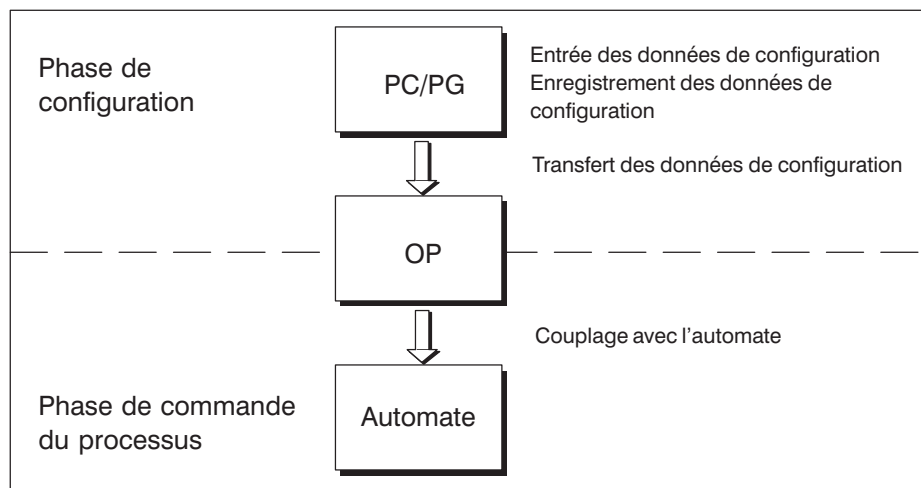 Phase de
configuration
PC/PG
Entrée des données de configuration
Enregistrement des données de
configuration
Transfert des données de configuration
OP
Couplage avec l'automate
Phase de commande
du processus
Automate